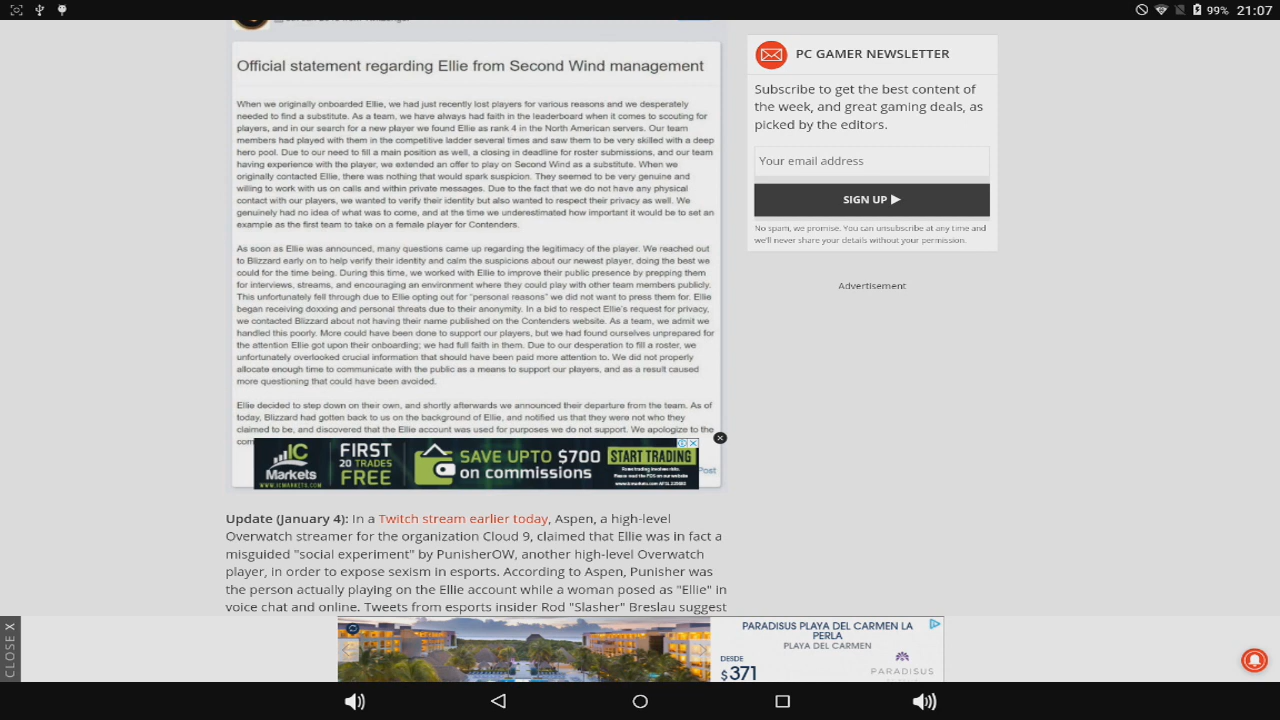 99% 21:07
Official statement regarding Ellie from Second Wind management
When we originally onboarded Ellie, we had just recently lost players for various reasons and we desperately
needed to find a substitute. As a team, we have always had faith in the leaderboard when it comes to scouting for
players, and in our search for a new player we found Ellie as rank 4 in the North American servers. Our team
members had played with them in the competitive ladder several times and saw them to be very skilled with a deep
hero pool. Due to our need to fill a main position as well, a closing in deadline for roster submissions, and our team
having experience with the player, we extended an offer to play on Second Wind as a substitute. When we
originally contacted Ellie, there was nothing that would spark suspicion. They seemed to be very genuine and
willing to work with us on calls and within private messages. Due to the fact that we do not have any physical
contact with our players, we wanted to verify their identity but also wanted to respect their privacy as well. We
genuinely had no idea of what was to come, and at the time we underestimated how important it would be to set an
example as the first team to take on a female player for Contenders.
As soon as Ellie was announced, many questions came up regarding the legitimacy of the player. We reached out
to Blizzard early on to help verify their identity and calm the suspicions about our newest player, doing the best we
could for the time being. During this time, we worked with Ellie to improve their public presence by prepping them
for interviews, streams, and encouraging an environment where they could play with other team members publicly.
This unfortunately fell through due to Ellie opting out for "personal reasons" we did not want to press them for. Ellie
began receiving doxxing and personal threats due to their anonymity. In a bid to respect Ellie's request for privacy,
we contacted Blizzard about not having their name published on the Contenders website. As a team, we admit we
handled this poorly. More could have been done to support our players, but we had found ourselves unprepared for
the attention Ellie got upon their onboarding; we had full faith in them. Due to our desperation to fill a roster, we
unfortunately overlooked crucial information that should have been paid more attention to. We did not properly
allocate enough time to communicate with the public as a means to support our players, and as a result caused
more questioning that could have been avoided.
Ellie decided to step down on their own, and shortly afterwards we announced their departure from the team. As of
today, Blizzard had gotten back to us on the background of Ellie, and notified us that they were not who they
claimed to be, and discovered that the Ellie account was used for purposes we do not support. We apologize to the
com
Post
IC Markets
WWW.ICMARKETS.COM
FIRST
20 TRADES
FREE
SAVE UPTO $700
on commissions
START TRADING
Forex trading involves risks.
Please read the PDS on our website
Update (January 4): In a Twitch stream earlier today, Aspen, a high-level
Overwatch streamer for the organization Cloud 9, claimed that Ellie was in fact a
misguided "social experiment" by PunisherOW, another high-level Overwatch
player, in order to expose sexism in esports. According to Aspen, Punisher was
the person actually playing on the Ellie account while a woman posed as "Ellie" in
voice chat and online. Tweets from esports insider Rod "Slasher" Breslau suggest
PC GAMER NEWSLETTER
Subscribe to get the best content of
the week, and great gaming deals, as
picked by the editors.
Your email address
SIGN UP
No spam, we promise. You can unsubscribe at any time and
we'll never share your details without your permission.
Advertisement
CLOSE X
PARADISUS PLAYA DEL CARMEN LA
PERLA
PLAYA DEL CARMEN
DESDE
$371
PARADISUS